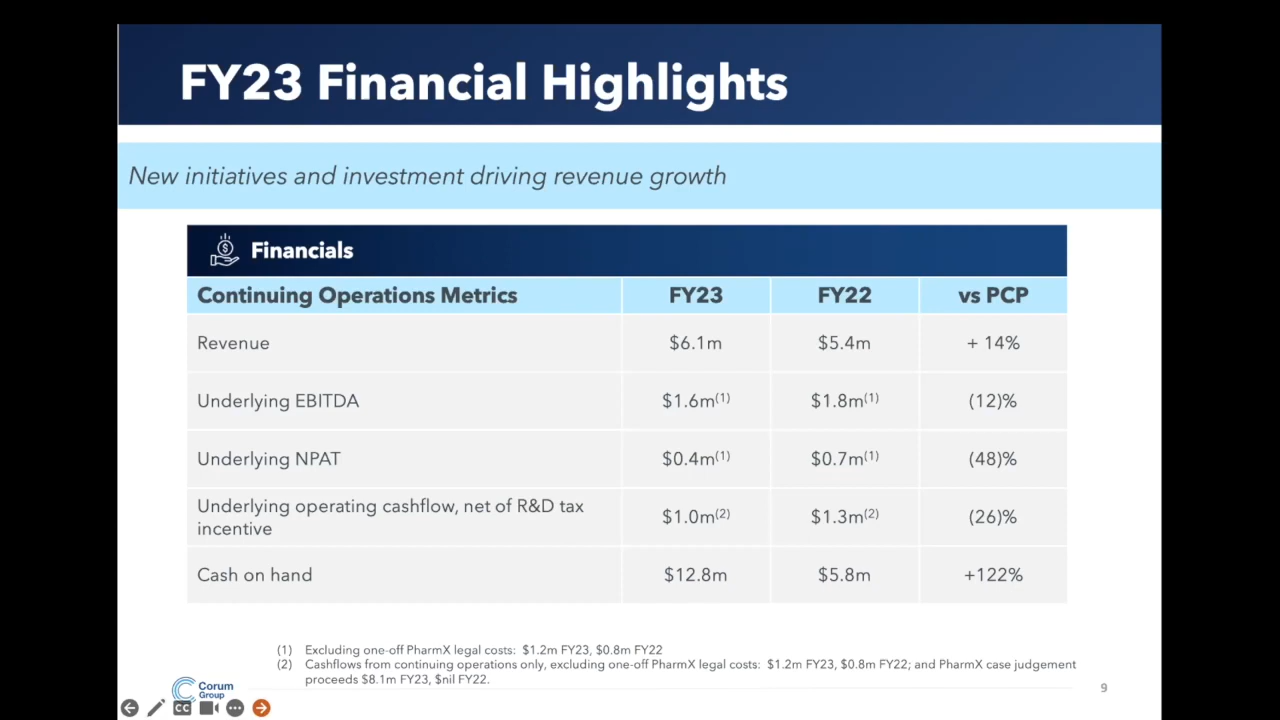 FY23 Financial Highlights
New initiatives and investment driving revenue growth
Financials
Continuing Operations Metrics FY23 FY22 vs PCP
Revenue $6.1m $5.4m + 14%
Underlying EBITDA $1.6m(1) $1.8m(1) (12)%
Underlying NPAT $0.4m(1) $0.7m(1) (48)%
Underlying operating cashflow, net of R&D tax
incentive $1.0m(2) $1.3m(2) (26)%
Cash on hand $12.8m $5.8m +122%
(1) Excluding one-off PharmX legal costs: $1.2m FY23, $0.8m FY22
(2) Cashflows from continuing operations only, excluding one-off PharmX legal costs: $1.2m FY23, $0.8m FY22; and PharmX case judgement
proceeds $8.1m FY23, $nil FY22.
Corum
Group
9
CC